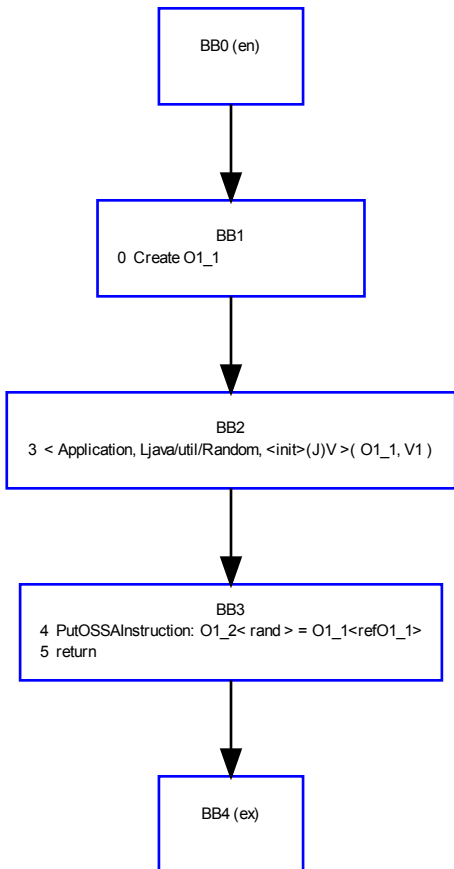 BB0 (en)
BB1
0 Create O1_1
BB2
3 < Application, Ljava/util/Random, <init>(J)V >( O1_1, V1 )
BB3
4 PutOSSAInstruction: O1_2< rand > = O1_1<refO1_1>
5 return
BB4 (ex)